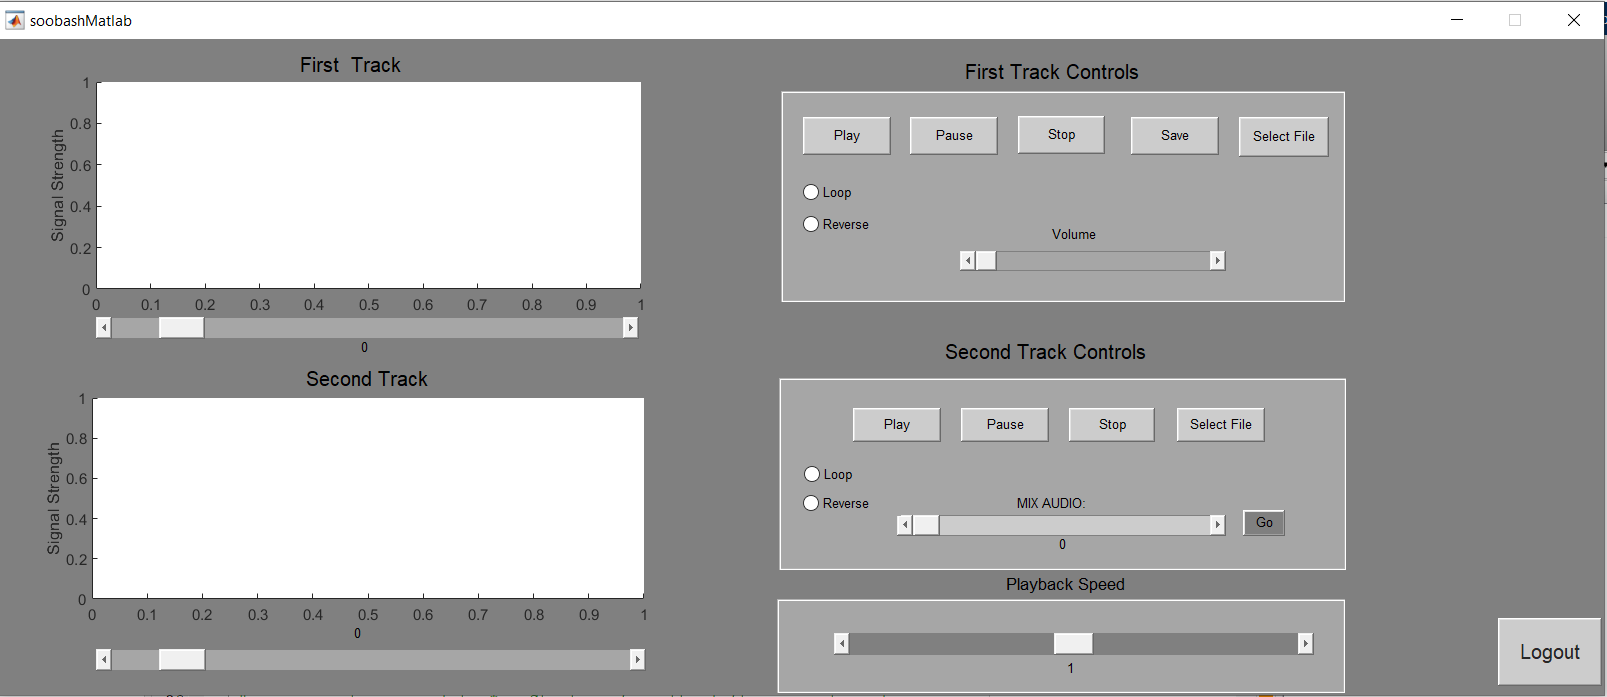 soobashMatlab
First Track
1
0.8
0.6
0.4
0.2
0
Signal Strength
0 0.1 0.2 0.3 0.4 0.5 0.6 0.7 0.8 0.9 1
0
Second Track
1
0.8
0.6
0.4
0.2
0
Signal Strength
0 0.1 0.2 0.3 0.4 0.5 0.6 0.7 0.8 0.9 1
0
First Track Controls
Play Pause Stop Save Select File
Loop
Reverse
Volume
Second Track Controls
Play Pause Stop Select File
Loop
Reverse
MIX AUDIO:
Go
0
Playback Speed
1
Logout